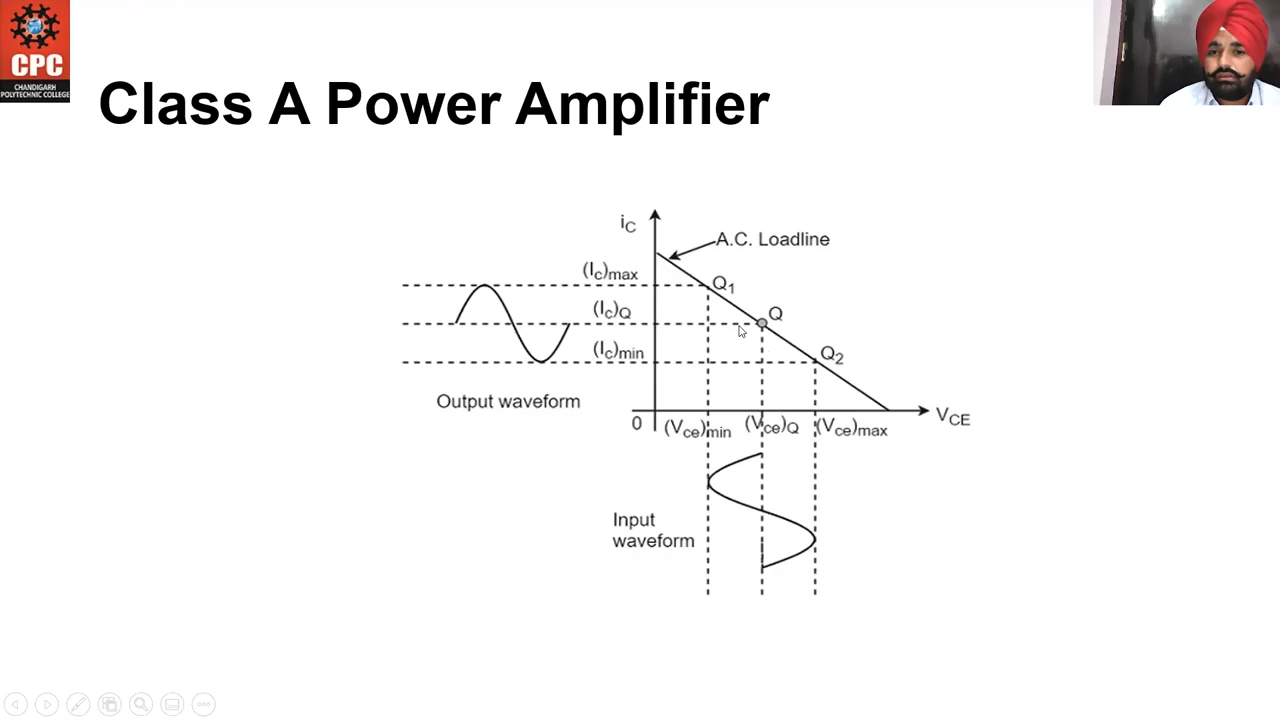 CPC
CHANDIGARH
POLYTECHNIC COLLEGE
Class A Power Amplifier
iC
A.C. Loadline
(Ic)max
Q1
(Ic)Q
Q
(Ic)min
Q2
Output waveform
0
(Vce)min
(Vce)Q
(Vce)max
VCE
Input
waveform